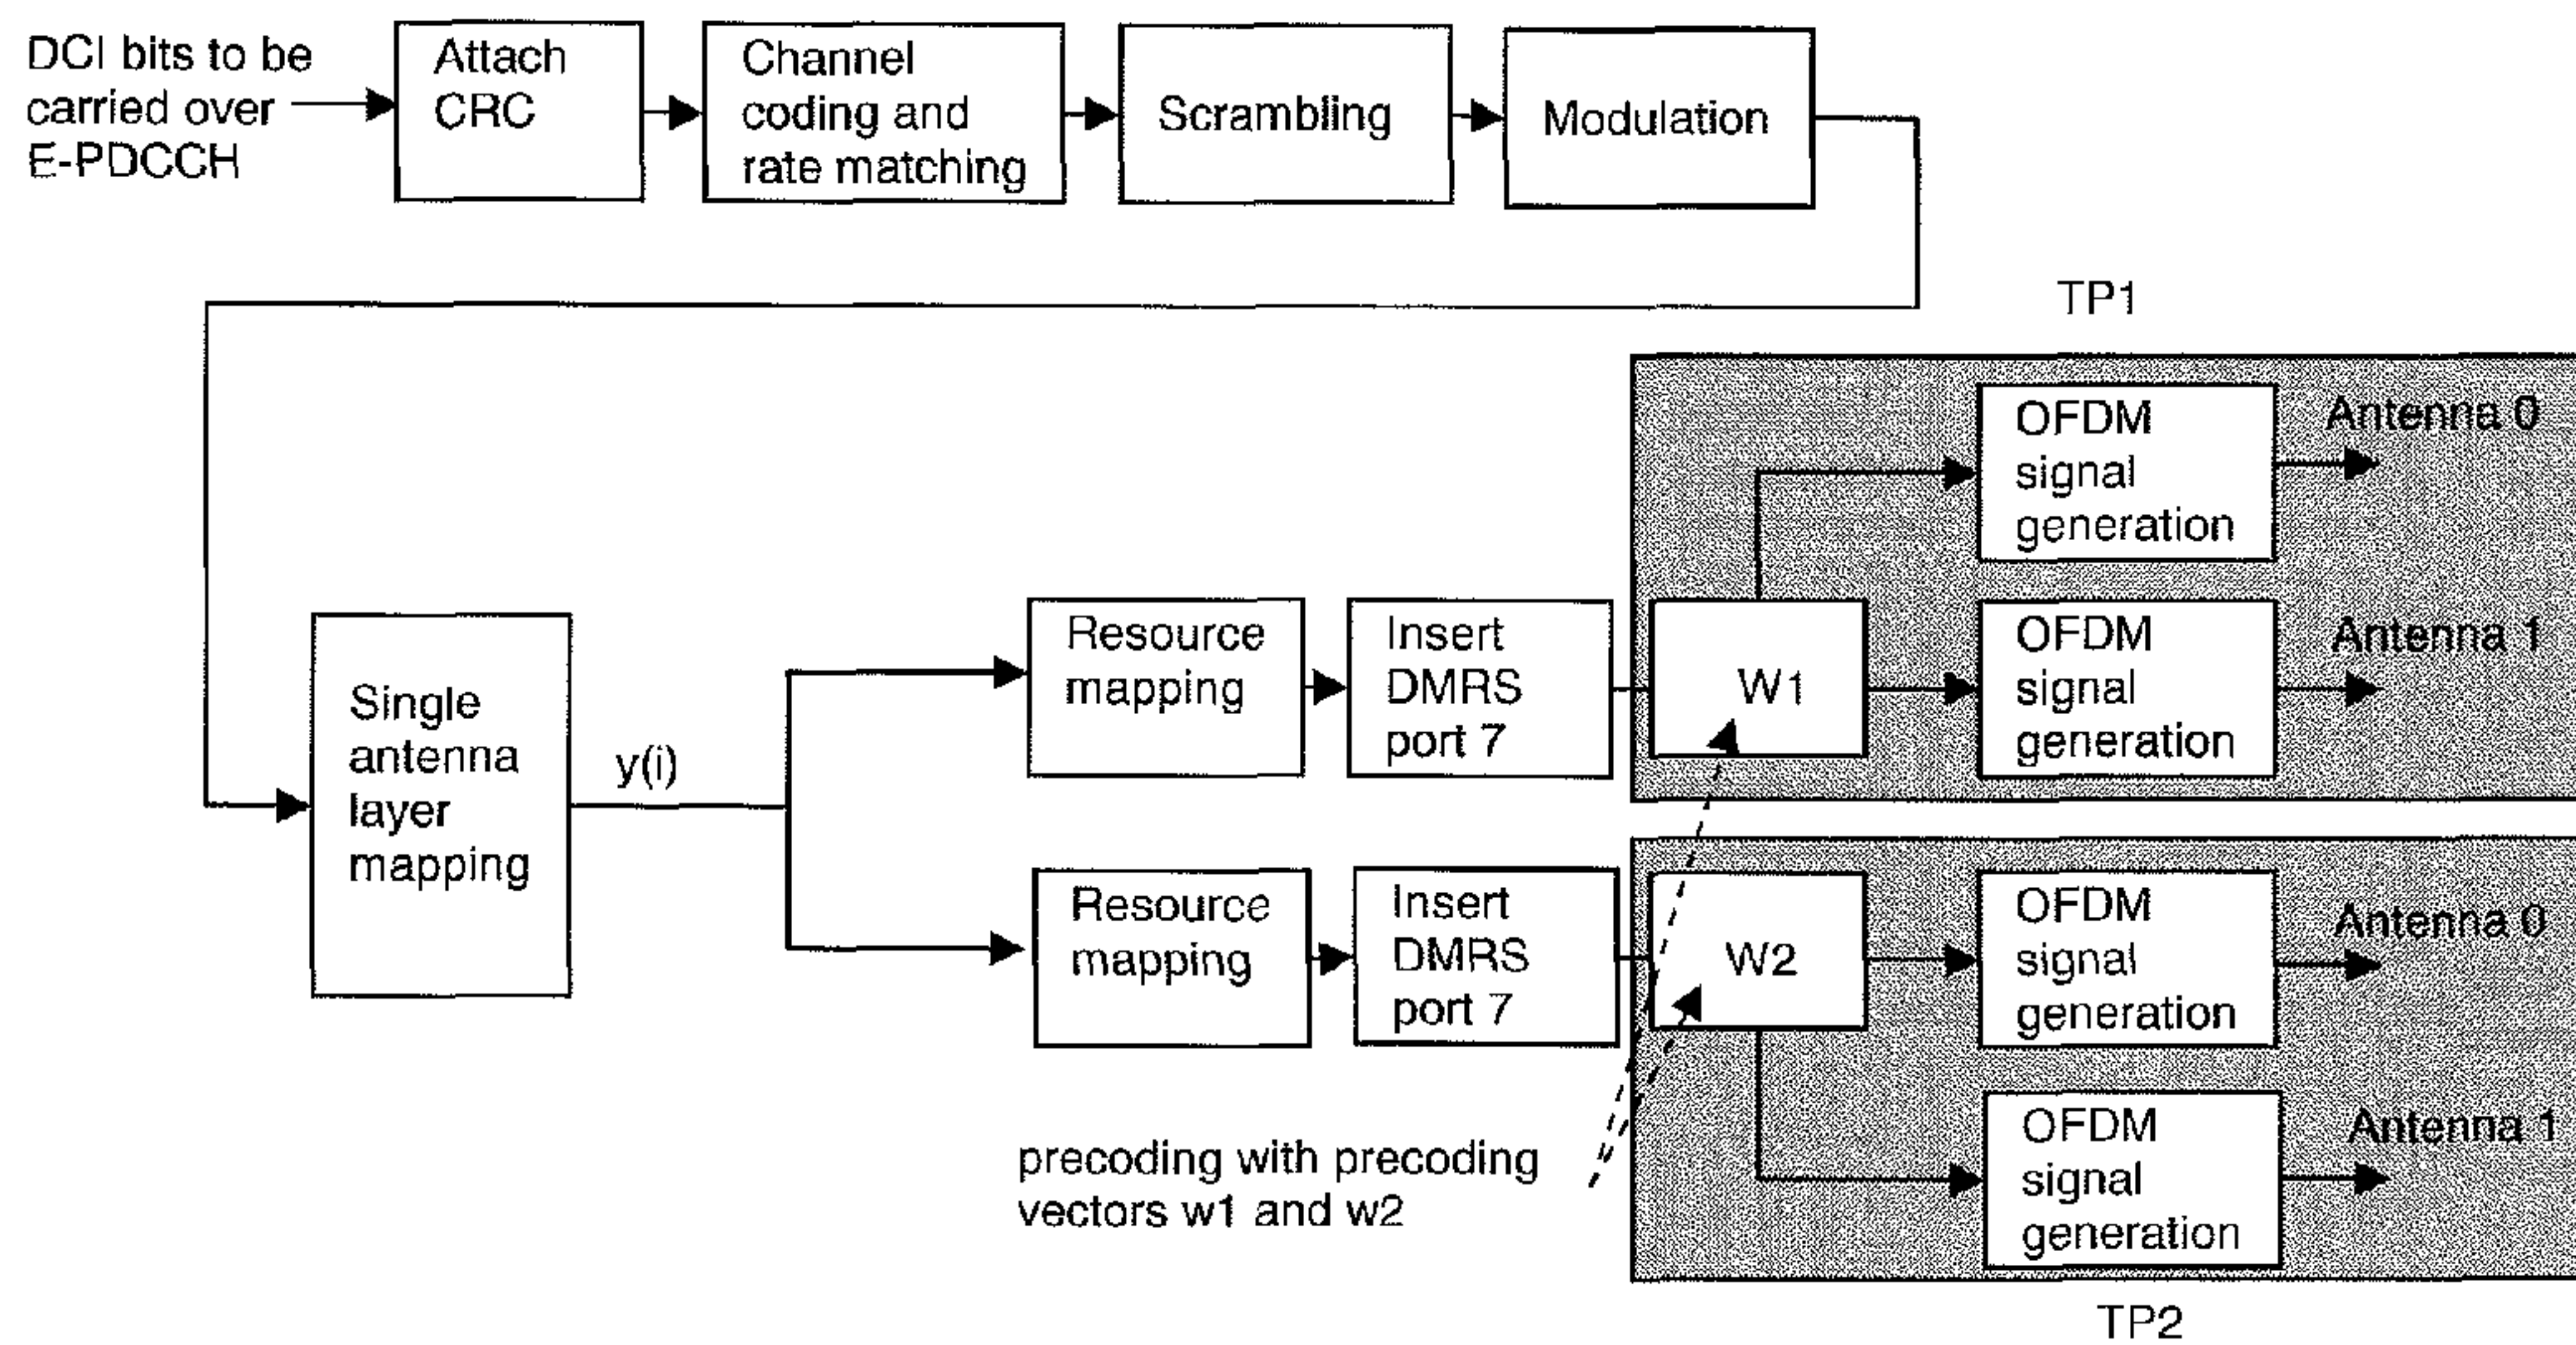 DCI bits to be
carried over
E-PDCCH
Attach
CRC
Channel
coding and
rate matching
Scrambling
Modulation
TP1
OFDM
signal
generation
Antenna 0
Single
antenna
layer
mapping
y(i)
Resource
mapping
Insert
DMRS
port 7
W1
OFDM
signal
generation
Antenna 1
Resource
mapping
Insert
DMRS
port 7
W2
OFDM
signal
generation
Antenna 0
precoding with precoding
vectors w1 and w2
OFDM
signal
generation
Antenna 1
TP2